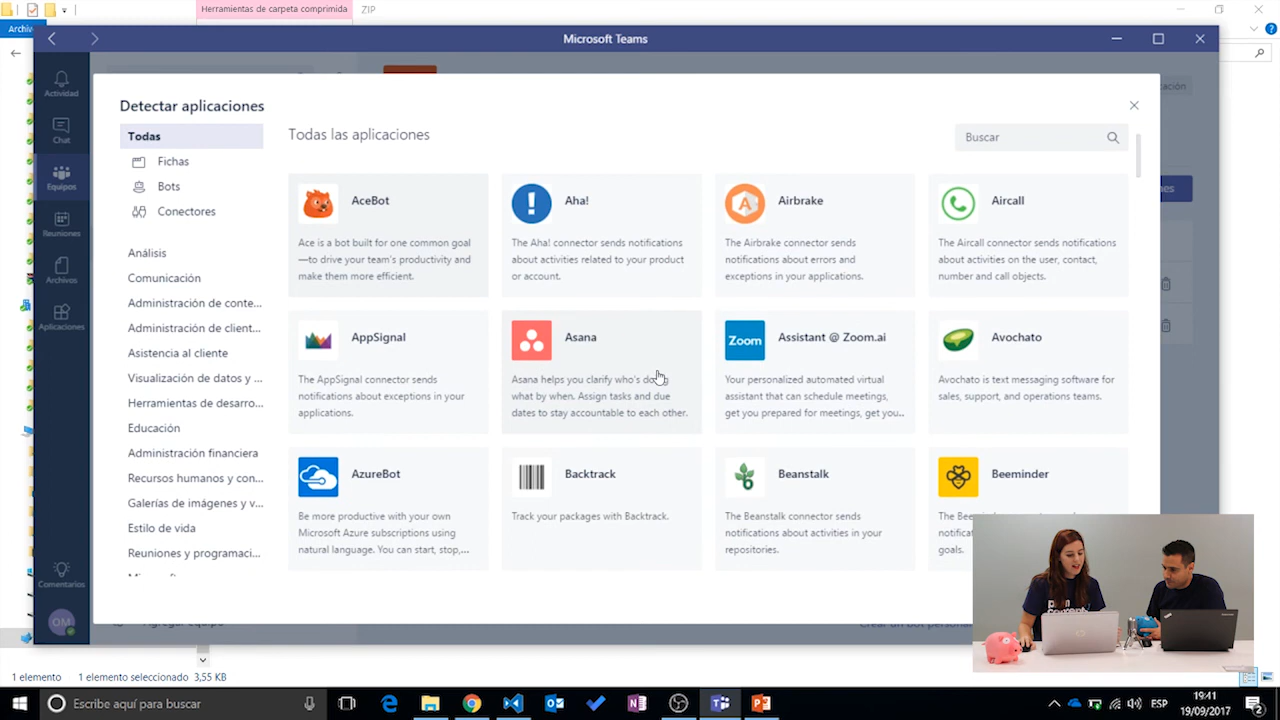 Herramientas de carpeta comprimida
ZIP
Archiv
Microsoft Teams
Actividad
Chat
Equipos
Reuniones
Archivos
Aplicaciones
Comentarios
OM
Detectar aplicaciones
Todas
Fichas
Bots
Conectores
Análisis
Comunicación
Administración de conte...
Administración de client...
Asistencia al cliente
Visualización de datos y ...
Herramientas de desarro...
Educación
Administración financiera
Recursos humanos y con...
Galerías de imágenes y v...
Estilo de vida
Reuniones y programaci...
Todas las aplicaciones
Buscar
AceBot
Ace is a bot built for one common goal
—to drive your team's productivity and
make them more efficient.
Aha!
The Aha! connector sends notifications
about activities related to your product
or account.
Airbrake
The Airbrake connector sends
notifications about errors and
exceptions in your applications.
Aircall
The Aircall connector sends notifications
about activities on the user, contact,
number and call objects.
AppSignal
The AppSignal connector sends
notifications about exceptions in your
applications.
Asana
Asana helps you clarify who's doing
what by when. Assign tasks and due
dates to stay accountable to each other.
Zoom
Assistant @ Zoom.ai
Your personalized automated virtual
assistant that can schedule meetings,
get you prepared for meetings, get you...
Avochato
Avochato is text messaging software for
sales, support, and operations teams.
AzureBot
Be more productive with your own
Microsoft Azure subscriptions using
natural language. You can start, stop,...
Backtrack
Track your packages with Backtrack.
Beanstalk
The Beanstalk connector sends
notifications about activities in your
repositories.
Beeminder
goals.
Agregar equipo
Crear un Bot personal
1 elemento
1 elemento seleccionado 3,55 KB
Escribe aquí para buscar
ESP
19:41
19/09/2017
2